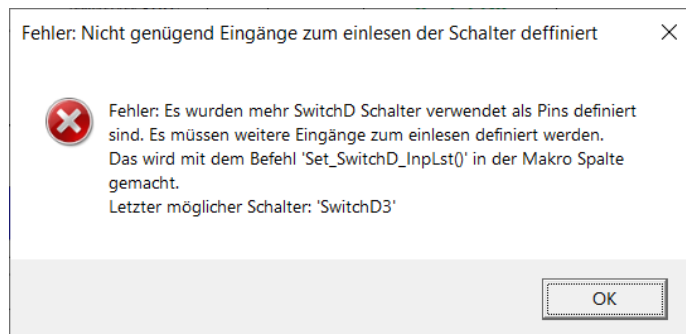 Fehler: Nicht genügend Eingänge zum einlesen der Schalter deffiniert
Fehler: Es wurden mehr SwitchD Schalter verwendet als Pins definiert
sind. Es müssen weitere Eingänge zum einlesen definiert werden.
Das wird mit dem Befehl 'Set_SwitchD_InpLst()' in der Makro Spalte
gemacht.
Letzter möglicher Schalter: 'SwitchD3'
OK